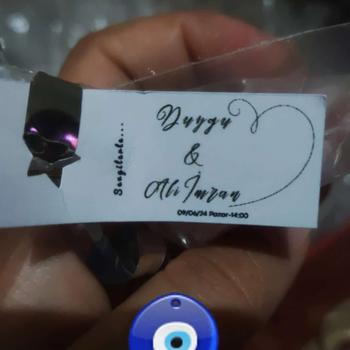 Sevgilerle...
Duygu
&
Ali İmran
09/06/24 Pazar-14:00